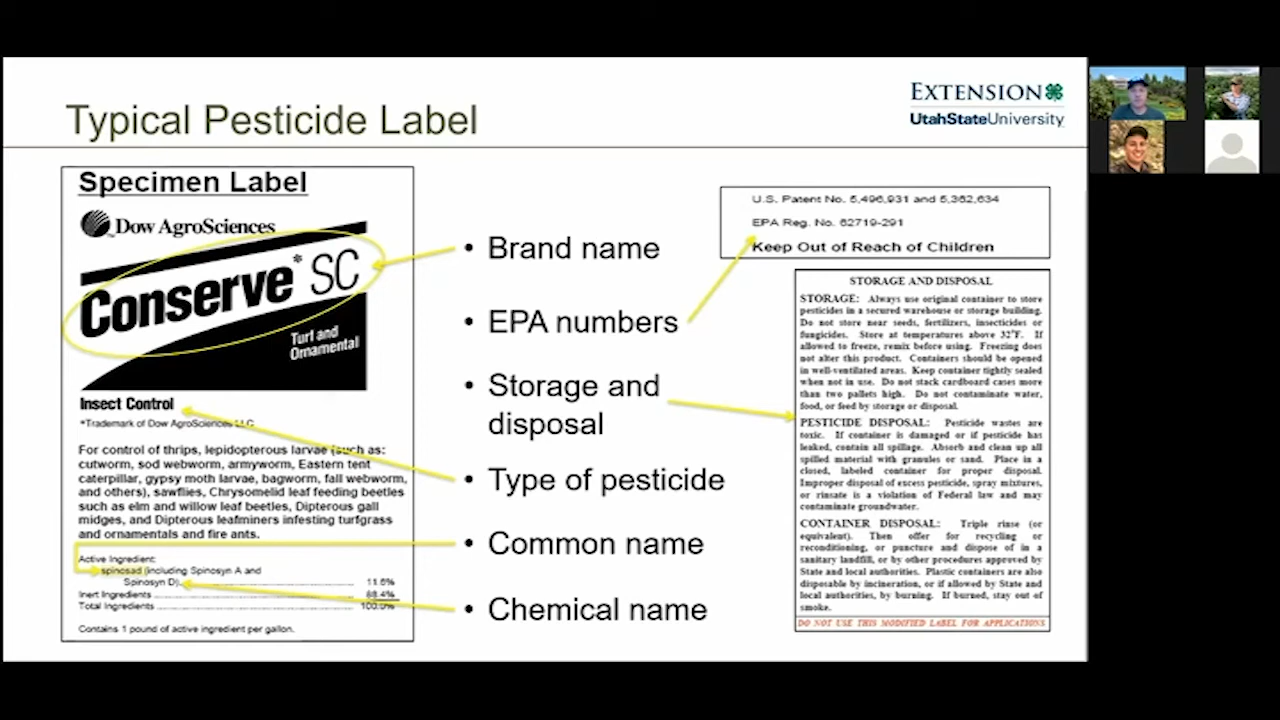 Typical Pesticide Label
EXTENSION
UtahStateUniversity
Specimen Label
Dow AgroSciences
Conserve* SC
Turf and
Ornamental
Insect Control
*Trademark of Dow AgroSciences LLC
For control of thrips, lepidopterous larvae (such as:
cutworm, sod webworm, armyworm, Eastern tent
caterpillar, gypsy moth larvae, bagworm, fall webworm,
and others), sawflies, Chrysomelid leaf feeding beetles
such as elm and willow leaf beetles, Dipterous gall
midges, and Dipterous leafminers infesting turfgrass
and ornamentals and fire ants.
Active Ingredient:
spinosad (including Spinosyn A and
Spinosyn D) 11.6%
Inert Ingredients 88.4%
Total Ingredients 100.0%
Contains 1 pound of active ingredient per gallon.
• Brand name
• EPA numbers
• Storage and
disposal
• Type of pesticide
• Common name
• Chemical name
U.S. Patent No. 5,496,931 and 5,362,634
EPA Reg. No. 62719-291
Keep Out of Reach of Children
STORAGE AND DISPOSAL
STORAGE: Always use original container to store
pesticides in a secured warehouse or storage building.
Do not store near seeds, fertilizers, insecticides or
fungicides. Store at temperatures above 32°F. If
allowed to freeze, remix before using. Freezing does
not alter this product. Containers should be opened
in well-ventilated areas. Keep container tightly sealed
when not in use. Do not stack cardboard cases more
than two pallets high. Do not contaminate water,
food, or feed by storage or disposal.
PESTICIDE DISPOSAL: Pesticide wastes are
toxic. If container is damaged or if pesticide has
leaked, contain all spillage. Absorb and clean up all
spilled material with granules or sand. Place in a
closed, labeled container for proper disposal.
Improper disposal of excess pesticide, spray mixtures,
or rinsate is a violation of Federal law and may
contaminate groundwater.
CONTAINER DISPOSAL: Triple rinse (or
equivalent). Then offer for recycling or
reconditioning, or puncture and dispose of in a
sanitary landfill, or by other procedures approved by
State and local authorities. Plastic containers are also
disposable by incineration, or if allowed by State and
local authorities, by burning. If burned, stay out of
smoke.
DO NOT USE THIS MODIFIED LABEL FOR APPLICATIONS